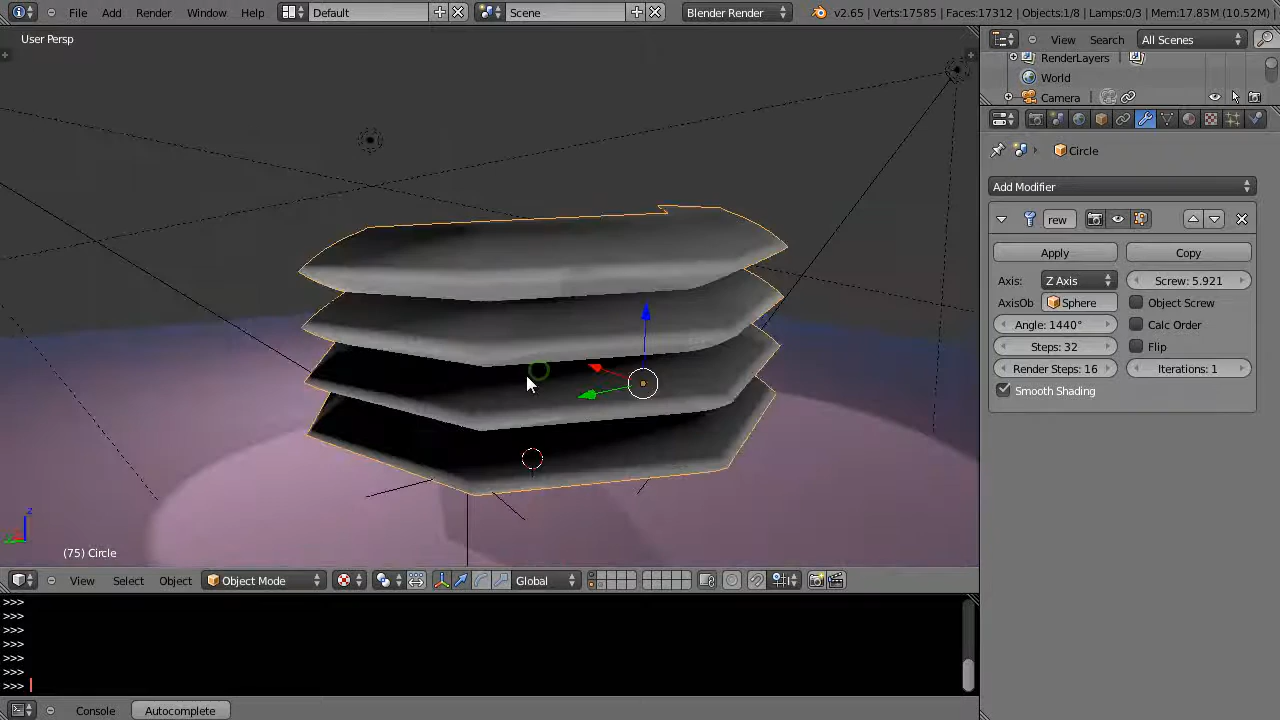 File Add Render Window Help Default Scene Blender Render v2.65 | Verts:17585 | Faces:17312 | Objects:1/8 | Lamps:0/3 | Mem:17.83M (10.52M)
User Persp
View Search All Scenes
RenderLayers
World
Camera
Circle
Add Modifier
rew
Apply Copy
Axis: Z Axis Screw: 5.921
AxisOb Sphere Object Screw
Angle: 1440° Calc Order
Steps: 32 Flip
Render Steps: 16 Iterations: 1
Smooth Shading
z
y
(75) Circle
View Select Object Object Mode Global
>>>
>>>
>>>
>>>
>>>
>>>
>>>
Console Autocomplete